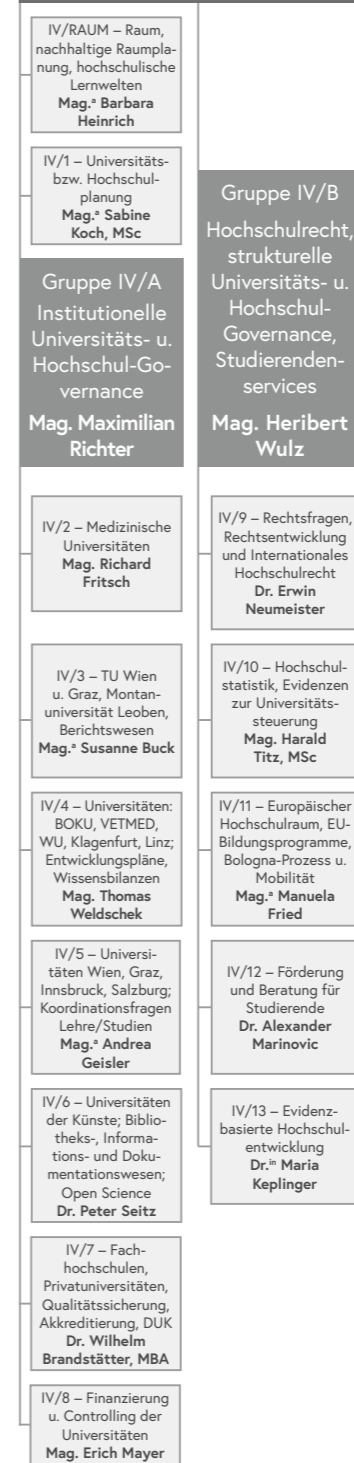 IV/RAUM – Raum,
nachhaltige Raumpla-
nung, hochschulische
Lernwelten
Mag.ª Barbara
Heinrich
IV/1 – Universitäts-
bzw. Hochschul-
planung
Mag.ª Sabine
Koch, MSc
Gruppe IV/A
Institutionelle
Universitäts- u.
Hochschul-Go-
vernance
Mag. Maximilian
Richter
IV/2 – Medizinische
Universitäten
Mag. Richard
Fritsch
IV/3 – TU Wien
u. Graz, Montan-
universität Leoben,
Berichtswesen
Mag.ª Susanne Buck
IV/4 – Universitäten:
BOKU, VETMED,
WU, Klagenfurt, Linz;
Entwicklungspläne,
Wissensbilanzen
Mag. Thomas
Weldschek
IV/5 – Universi-
täten Wien, Graz,
Innsbruck, Salzburg;
Koordinationsfragen
Lehre/Studien
Mag.ª Andrea
Geisler
IV/6 – Universitäten
der Künste; Biblio-
theks-, Informa-
tions- und Doku-
mentationswesen;
Open Science
Dr. Peter Seitz
IV/7 – Fach-
hochschulen,
Privatuniversitäten,
Qualitätssicherung,
Akkreditierung, DUK
Dr. Wilhelm
Brandstätter, MBA
IV/8 – Finanzierung
u. Controlling der
Universitäten
Mag. Erich Mayer
Gruppe IV/B
Hochschulrecht,
strukturelle
Universitäts- u.
Hochschul-
Governance,
Studierenden-
services
Mag. Heribert
Wulz
IV/9 – Rechtsfragen,
Rechtsentwicklung
und Internationales
Hochschulrecht
Dr. Erwin
Neumeister
IV/10 – Hochschul-
statistik, Evidenzen
zur Universitäts-
steuerung
Mag. Harald
Titz, MSc
IV/11 – Europäischer
Hochschulraum, EU-
Bildungsprogramme,
Bologna-Prozess u.
Mobilität
Mag.ª Manuela
Fried
IV/12 – Förderung
und Beratung für
Studierende
Dr. Alexander
Marinovic
IV/13 – Evidenz-
basierte Hochschul-
entwicklung
Dr.ⁱⁿ Maria
Keplinger